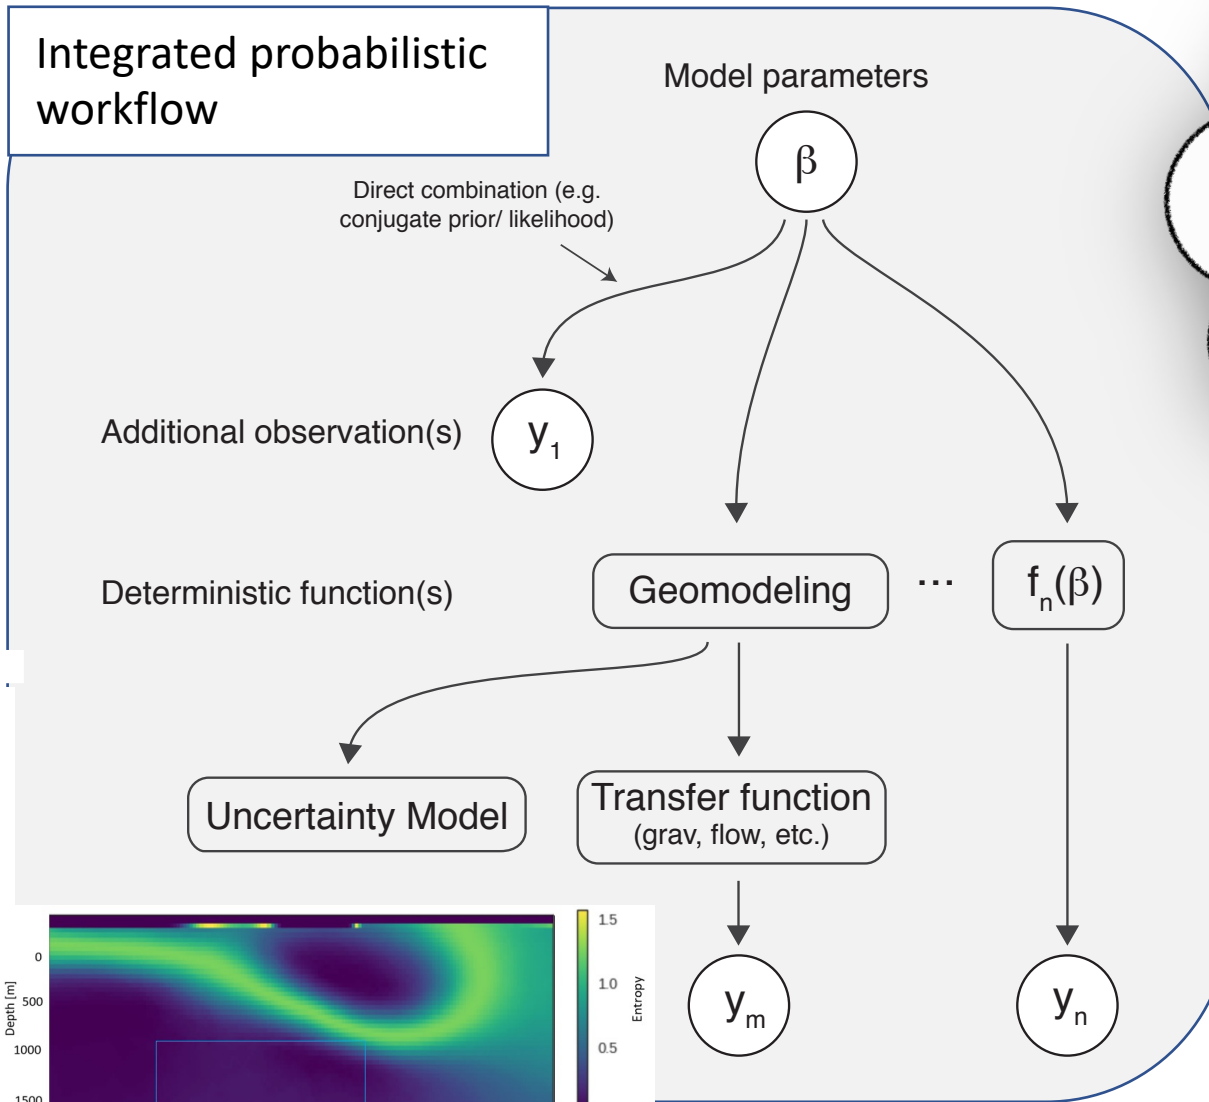 Integrated probabilistic
workflow
Model parameters
β
Direct combination (e.g.
conjugate prior/ likelihood)
Additional observation(s)
y₁
Deterministic function(s)
Geomodeling
...
fₙ(β)
Uncertainty Model
Transfer function
(grav, flow, etc.)
yₘ
yₙ
Depth [m]
0
500
1000
1500
1.5
1.0
0.5
Entropy